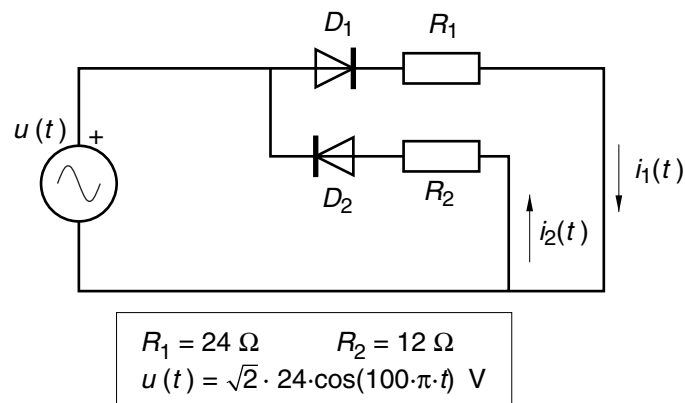 D₁ R₁
u(t) +
D₂ R₂
i₁(t)
i₂(t)
R₁ = 24 Ω R₂ = 12 Ω
u(t) = √2 · 24·cos(100·π·t) V